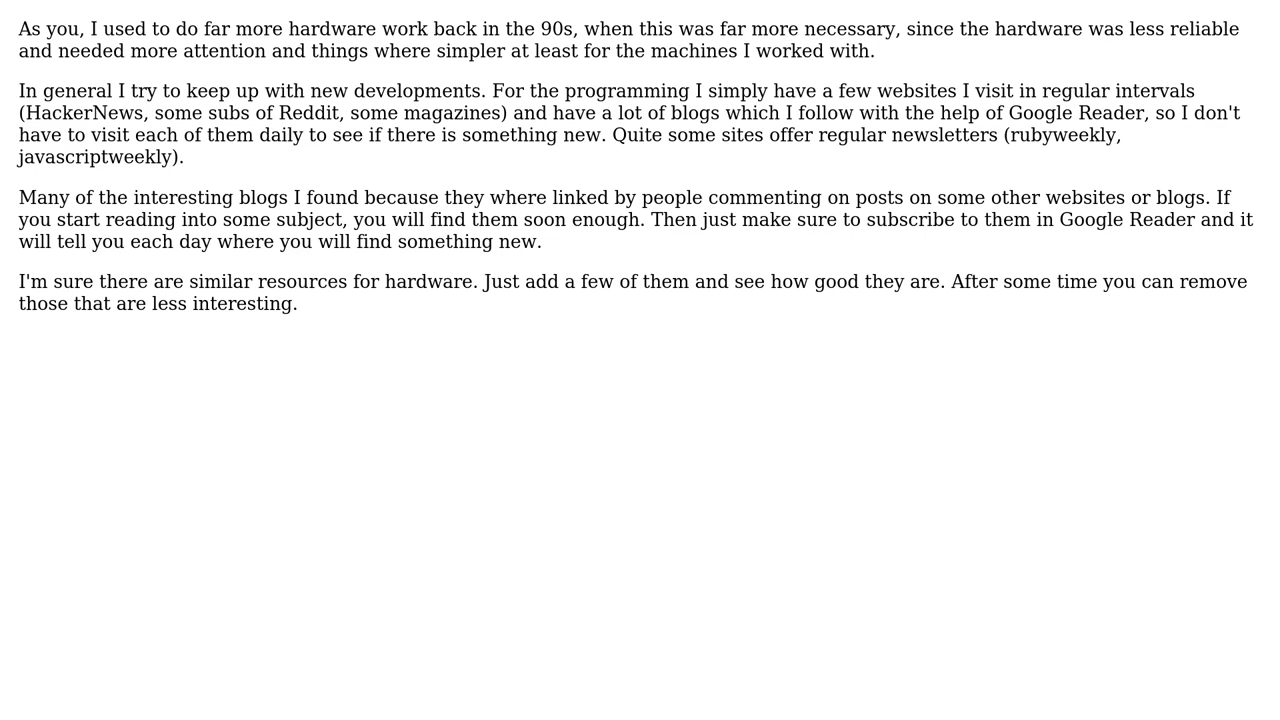 As you, I used to do far more hardware work back in the 90s, when this was far more necessary, since the hardware was less reliable
and needed more attention and things where simpler at least for the machines I worked with.
In general I try to keep up with new developments. For the programming I simply have a few websites I visit in regular intervals
(HackerNews, some subs of Reddit, some magazines) and have a lot of blogs which I follow with the help of Google Reader, so I don't
have to visit each of them daily to see if there is something new. Quite some sites offer regular newsletters (rubyweekly,
javascriptweekly).
Many of the interesting blogs I found because they where linked by people commenting on posts on some other websites or blogs. If
you start reading into some subject, you will find them soon enough. Then just make sure to subscribe to them in Google Reader and it
will tell you each day where you will find something new.
I'm sure there are similar resources for hardware. Just add a few of them and see how good they are. After some time you can remove
those that are less interesting.